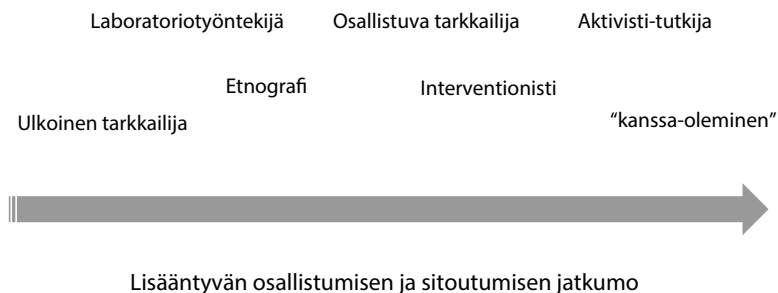 Laboratoriotyöntekijä Osallistuva tarkkailija Aktivisti-tutkija
Etnografi Interventionisti
Ulkoinen tarkkailija "kanssa-oleminen"
Lisääntyvän osallistumisen ja sitoutumisen jatkumo